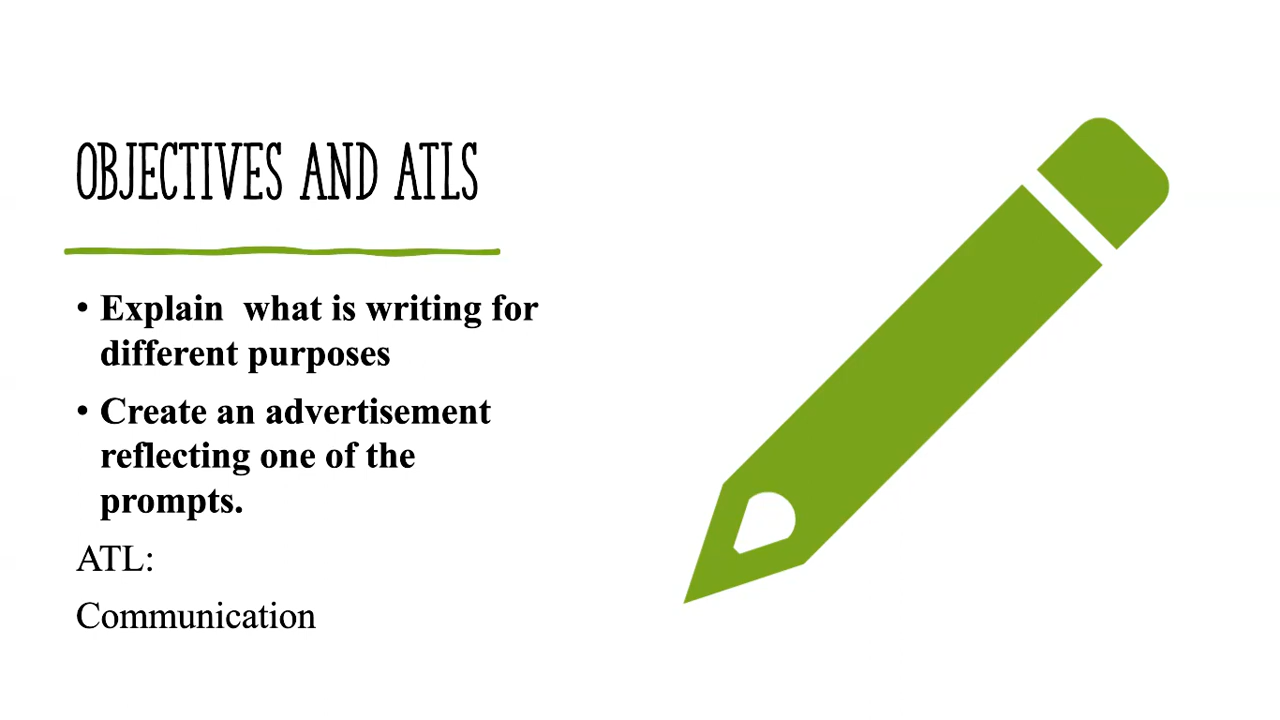 OBJECTIVES AND ATLS
• Explain  what is writing for
different purposes
• Create an advertisement
reflecting one of the
prompts.
ATL:
Communication